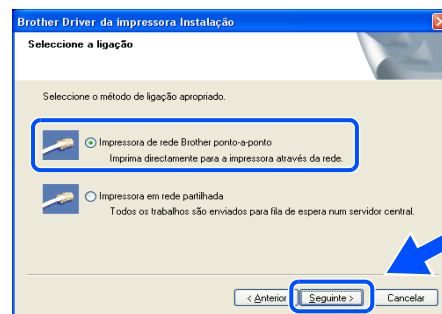 Brother Driver da impressora Instalação
Seleccione a ligação
Seleccione o método de ligação apropriado.
Impressora de rede Brother ponto-a-ponto
Imprima directamente para a impressora através da rede.
Impressora em rede partilhada
Todos os trabalhos são enviados para fila de espera num servidor central.
< Anterior
Seguinte >
Cancelar